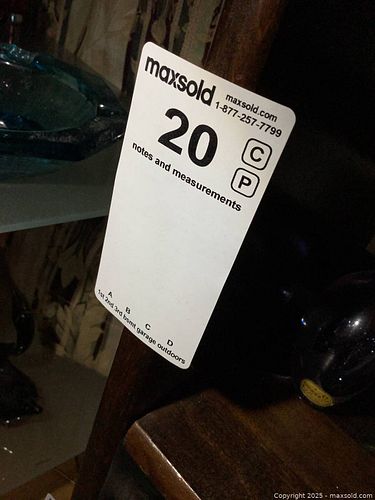 maxsold
maxsold.com
1-877-257-7799
20
C
notes and measurements
P
A B C D
1st 2nd 3rd bsmt garage outdoors
Copyright 2025 - maxsold.com